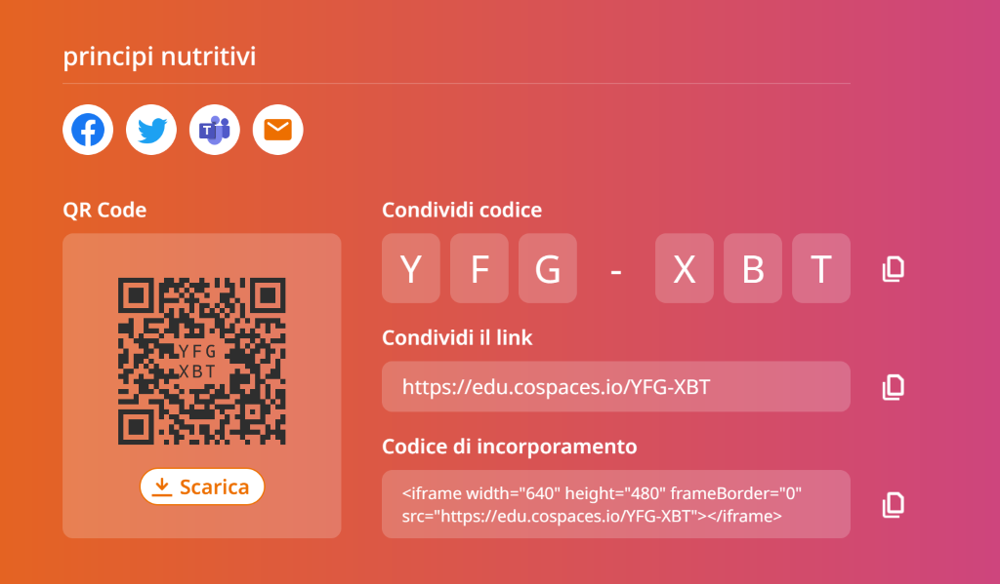 principi nutritivi
T
QR Code
Condividi codice
Y F G - X B T
YFG
XBT
Condividi il link
https://edu.cospaces.io/YFG-XBT
Codice di incorporamento
<iframe width="640" height="480" frameBorder="0"
src="https://edu.cospaces.io/YFG-XBT"></iframe>
Scarica